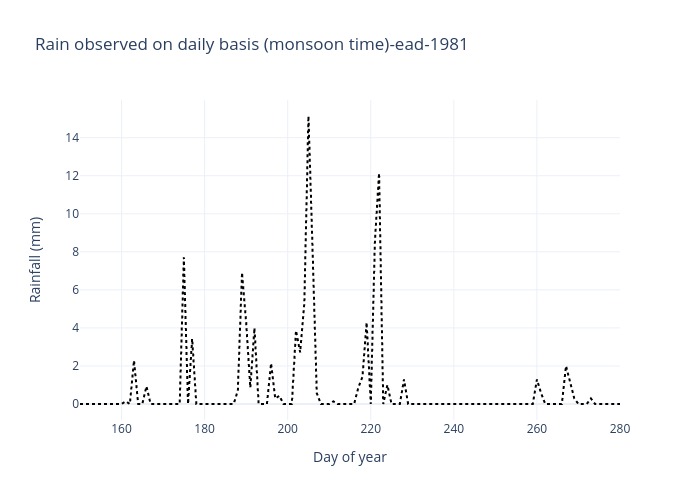 Rain observed on daily basis (monsoon time)-ead-1981
14
12
10
8
6
4
2
0
Rainfall (mm)
160 180 200 220 240 260 280
Day of year